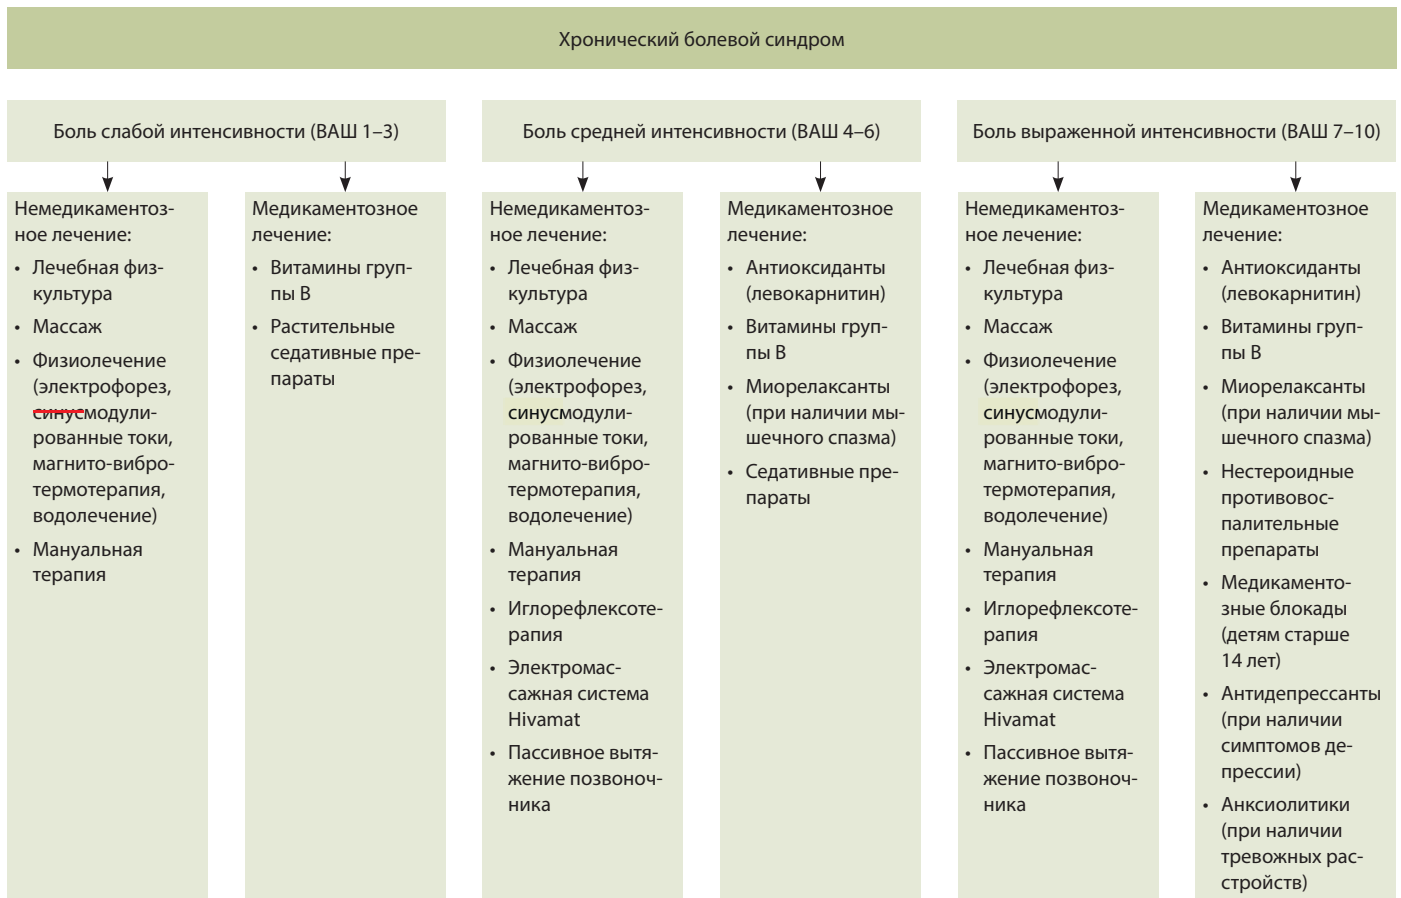 Хронический болевой синдром
Боль слабой интенсивности (ВАШ 1–3)
Немедикаментоз-
ное лечение:
• Лечебная физ-
культура
• Массаж
• Физиолечение
(электрофорез,
синусмодули-
рованные токи,
магнито-вибро-
термотерапия,
водолечение)
• Мануальная
терапия
Медикаментозное
лечение:
• Витамины груп-
пы В
• Растительные
седативные пре-
параты
Боль средней интенсивности (ВАШ 4–6)
Немедикаментоз-
ное лечение:
• Лечебная физ-
культура
• Массаж
• Физиолечение
(электрофорез,
синусмодули-
рованные токи,
магнито-вибро-
термотерапия,
водолечение)
• Мануальная
терапия
• Иглорефлексоте-
рапия
• Электромас-
сажная система
Hivamat
• Пассивное вытя-
жение позвоноч-
ника
Медикаментозное
лечение:
• Антиоксиданты
(левокарнитин)
• Витамины груп-
пы В
• Миорелаксанты
(при наличии мы-
шечного спазма)
• Седативные пре-
параты
Боль выраженной интенсивности (ВАШ 7–10)
Немедикаментоз-
ное лечение:
• Лечебная физ-
культура
• Массаж
• Физиолечение
(электрофорез,
синусмодули-
рованные токи,
магнито-вибро-
термотерапия,
водолечение)
• Мануальная
терапия
• Иглорефлексоте-
рапия
• Электромас-
сажная система
Hivamat
• Пассивное вытя-
жение позвоноч-
ника
Медикаментозное
лечение:
• Антиоксиданты
(левокарнитин)
• Витамины груп-
пы В
• Миорелаксанты
(при наличии мы-
шечного спазма)
• Нестероидные
противовос-
палительные
препараты
• Медикаменто-
зные блокады
(детям старше
14 лет)
• Антидепрессанты
(при наличии
симптомов де-
прессии)
• Анксиолитики
(при наличии
тревожных рас-
стройств)